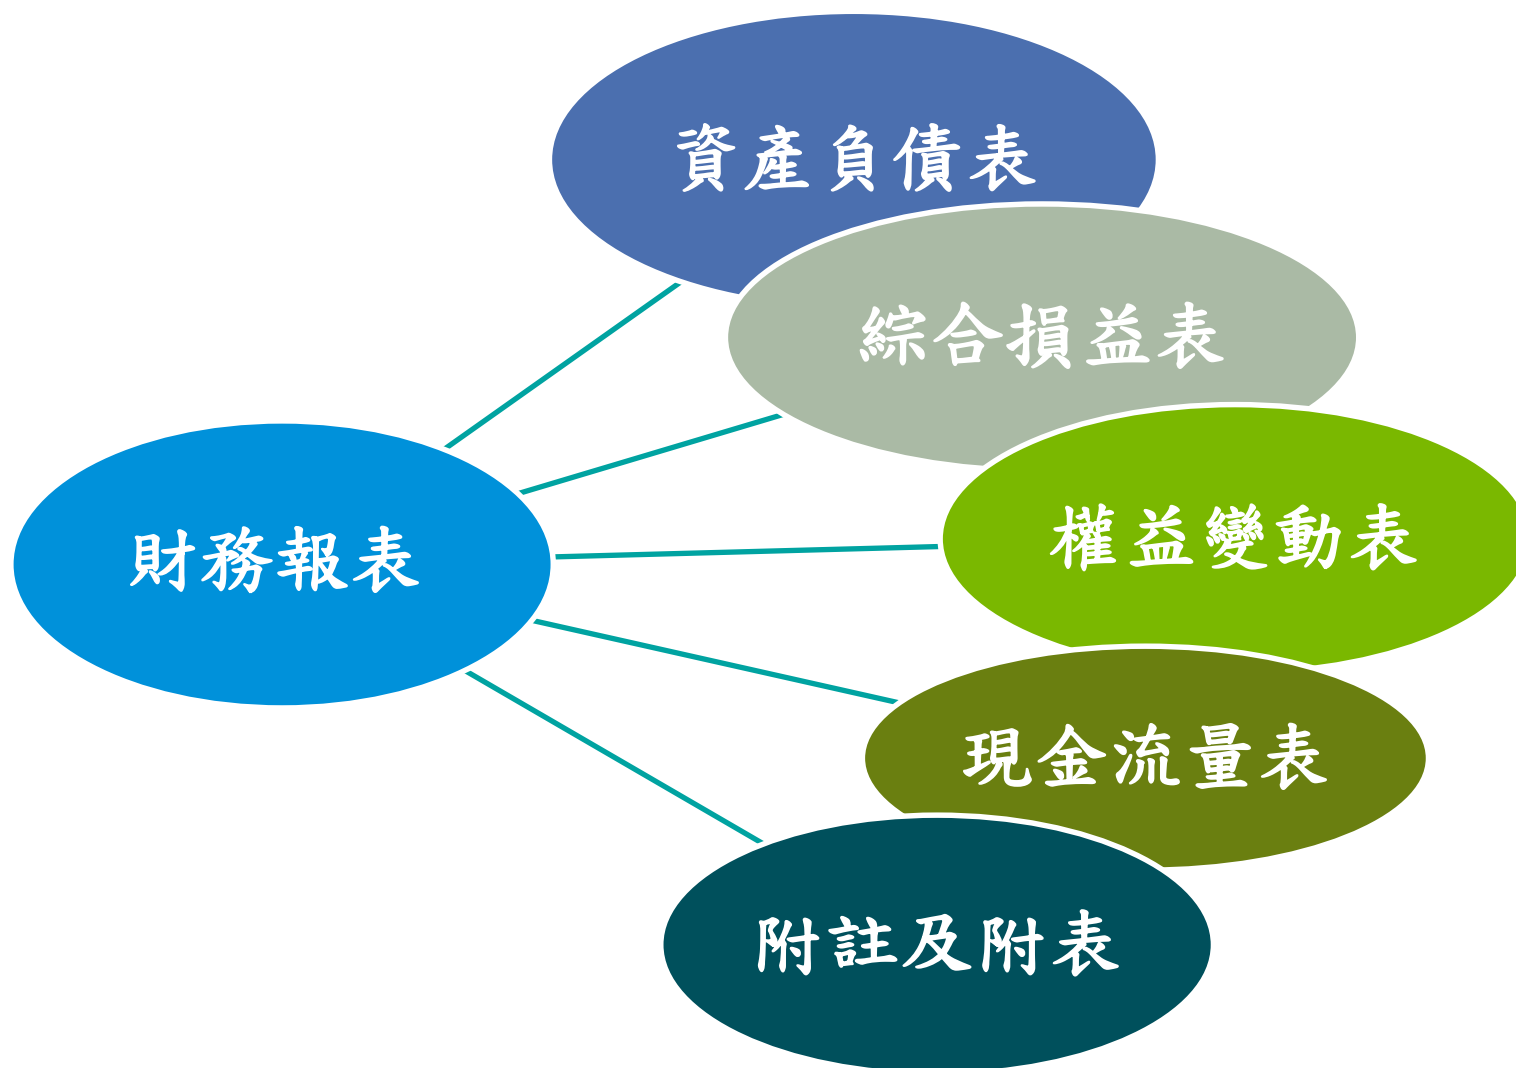 資產負債表
綜合損益表
權益變動表
財務報表
現金流量表
附註及附表